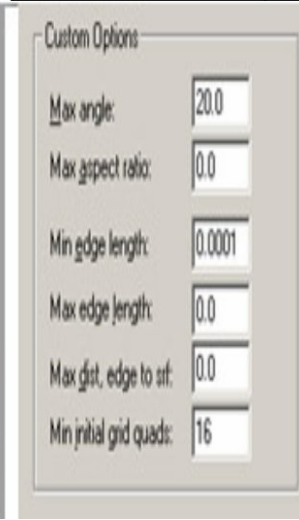 Custom Options
Max angle: 20.0
Max aspect ratio: 0.0
Min edge length: 0.0001
Max edge length: 0.0
Max dist, edge to srf: 0.0
Min initial grid quads: 16